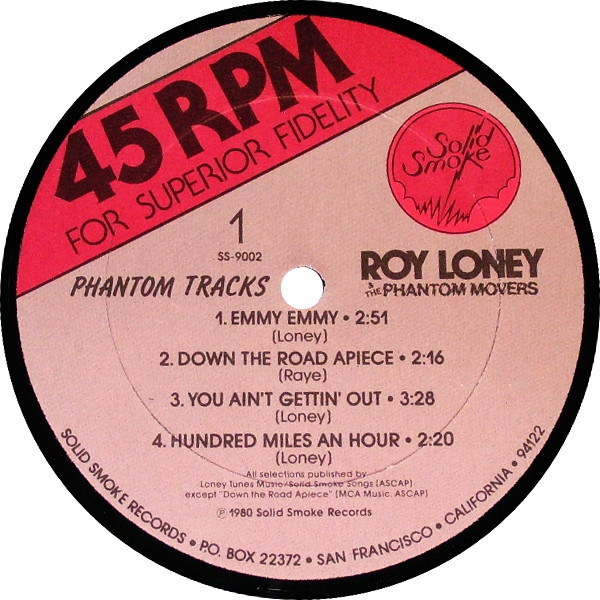 45 RPM
FOR SUPERIOR FIDELITY
Solid
Smoke
1
SS-9002
PHANTOM TRACKS
ROY LONEY
& THE PHANTOM MOVERS
1. EMMY EMMY • 2:51
(Loney)
2. DOWN THE ROAD APIECE • 2:16
(Raye)
3. YOU AIN'T GETTIN' OUT • 3:28
(Loney)
4. HUNDRED MILES AN HOUR • 2:20
(Loney)
All selections published by
Loney Tunes Music/Solid Smoke Songs (ASCAP)
except "Down the Road Apiece" (MCA Music, ASCAP)
℗ 1980 Solid Smoke Records
SOLID SMOKE RECORDS • P.O. BOX 22372 • SAN FRANCISCO • CALIFORNIA • 94122